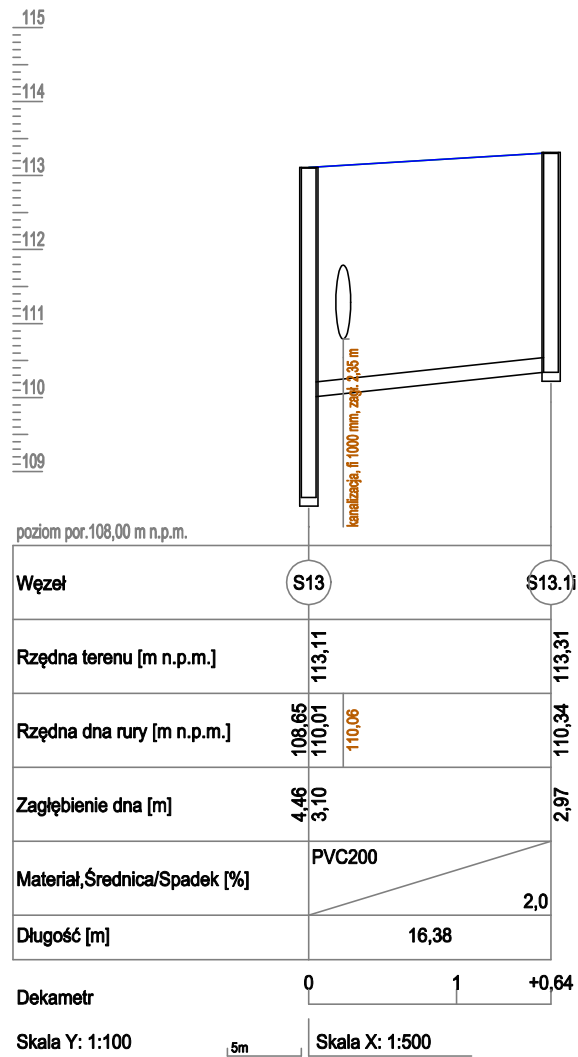 115
114
113
112
111
110
109
kanalizacja, fi 1000 mm, zagł. 2,35 m
poziom por.108,00 m n.p.m.
Węzeł S13 S13.1i
Rzędna terenu [m n.p.m.] 113,11 113,31
Rzędna dna rury [m n.p.m.] 108,65 110,01 110,06 110,34
Zagłębienie dna [m] 4,46 3,10 2,97
PVC200
Materiał,Średnica/Spadek [%] 2,0
Długość [m] 16,38
Dekametr 0 1 +0,64
Skala Y: 1:100 5m Skala X: 1:500